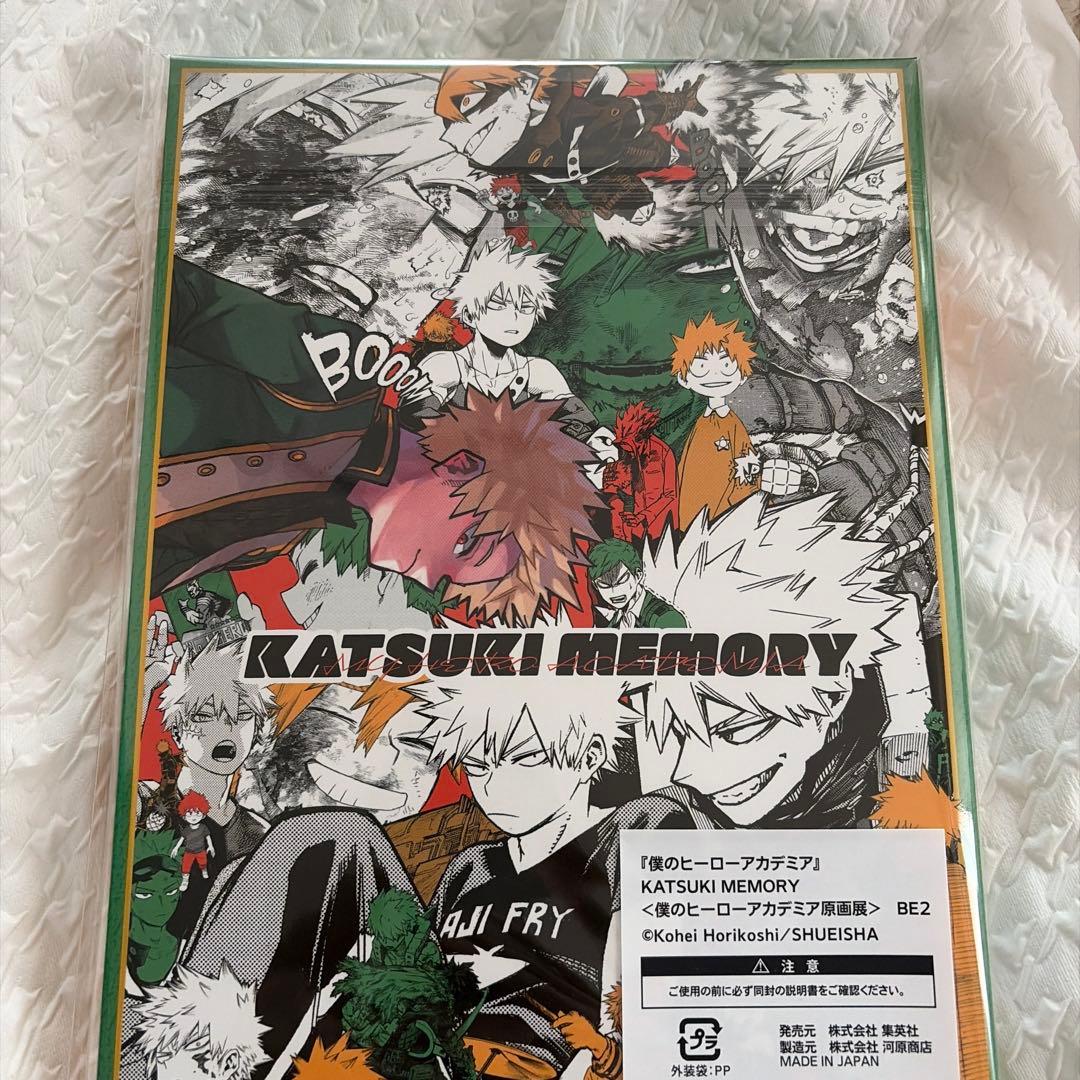 BOOOM
KATSUKI MEMORY
MY HERO ACADEMIA
AJI FRY
『僕のヒーローアカデミア』
KATSUKI MEMORY
<僕のヒーローアカデミア原画展> BE2
©Kohei Horikoshi/SHUEISHA
⚠ 注 意
ご使用の前に必ず同封の説明書をご確認ください。
プラ
外装袋:PP
発売元 株式会社 集英社
製造元 株式会社 河原商店
MADE IN JAPAN